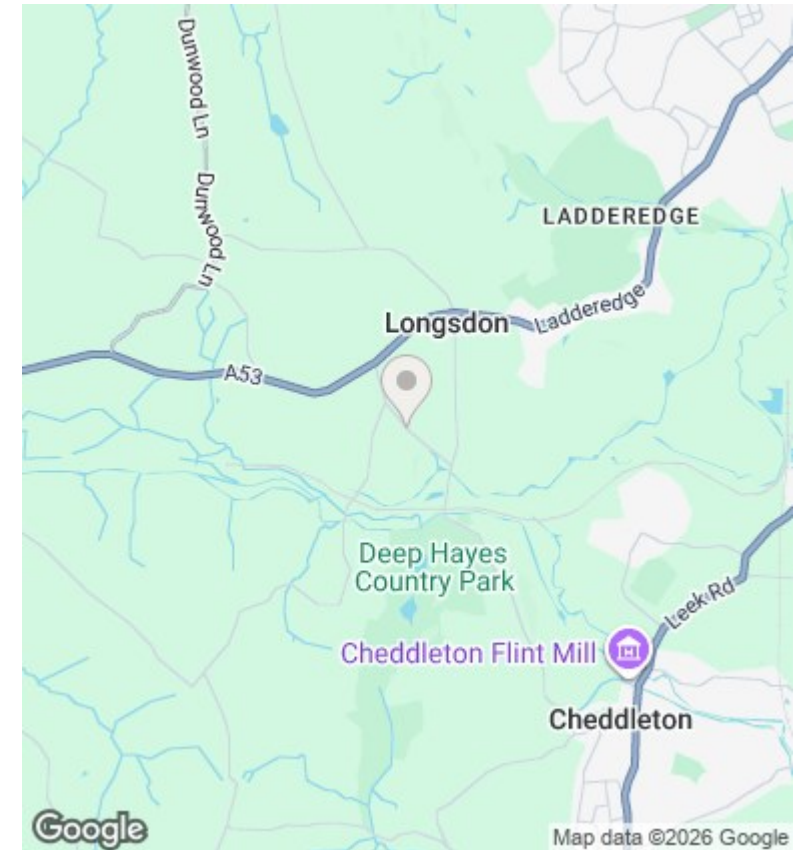 Dunwood Ln
Dunwood Ln
LADDEREDGE
Longsdon
Ladderedge
A53
Deep Hayes
Country Park
Leek Rd
Cheddleton Flint Mill
Cheddleton
Google
Map data ©2026 Google